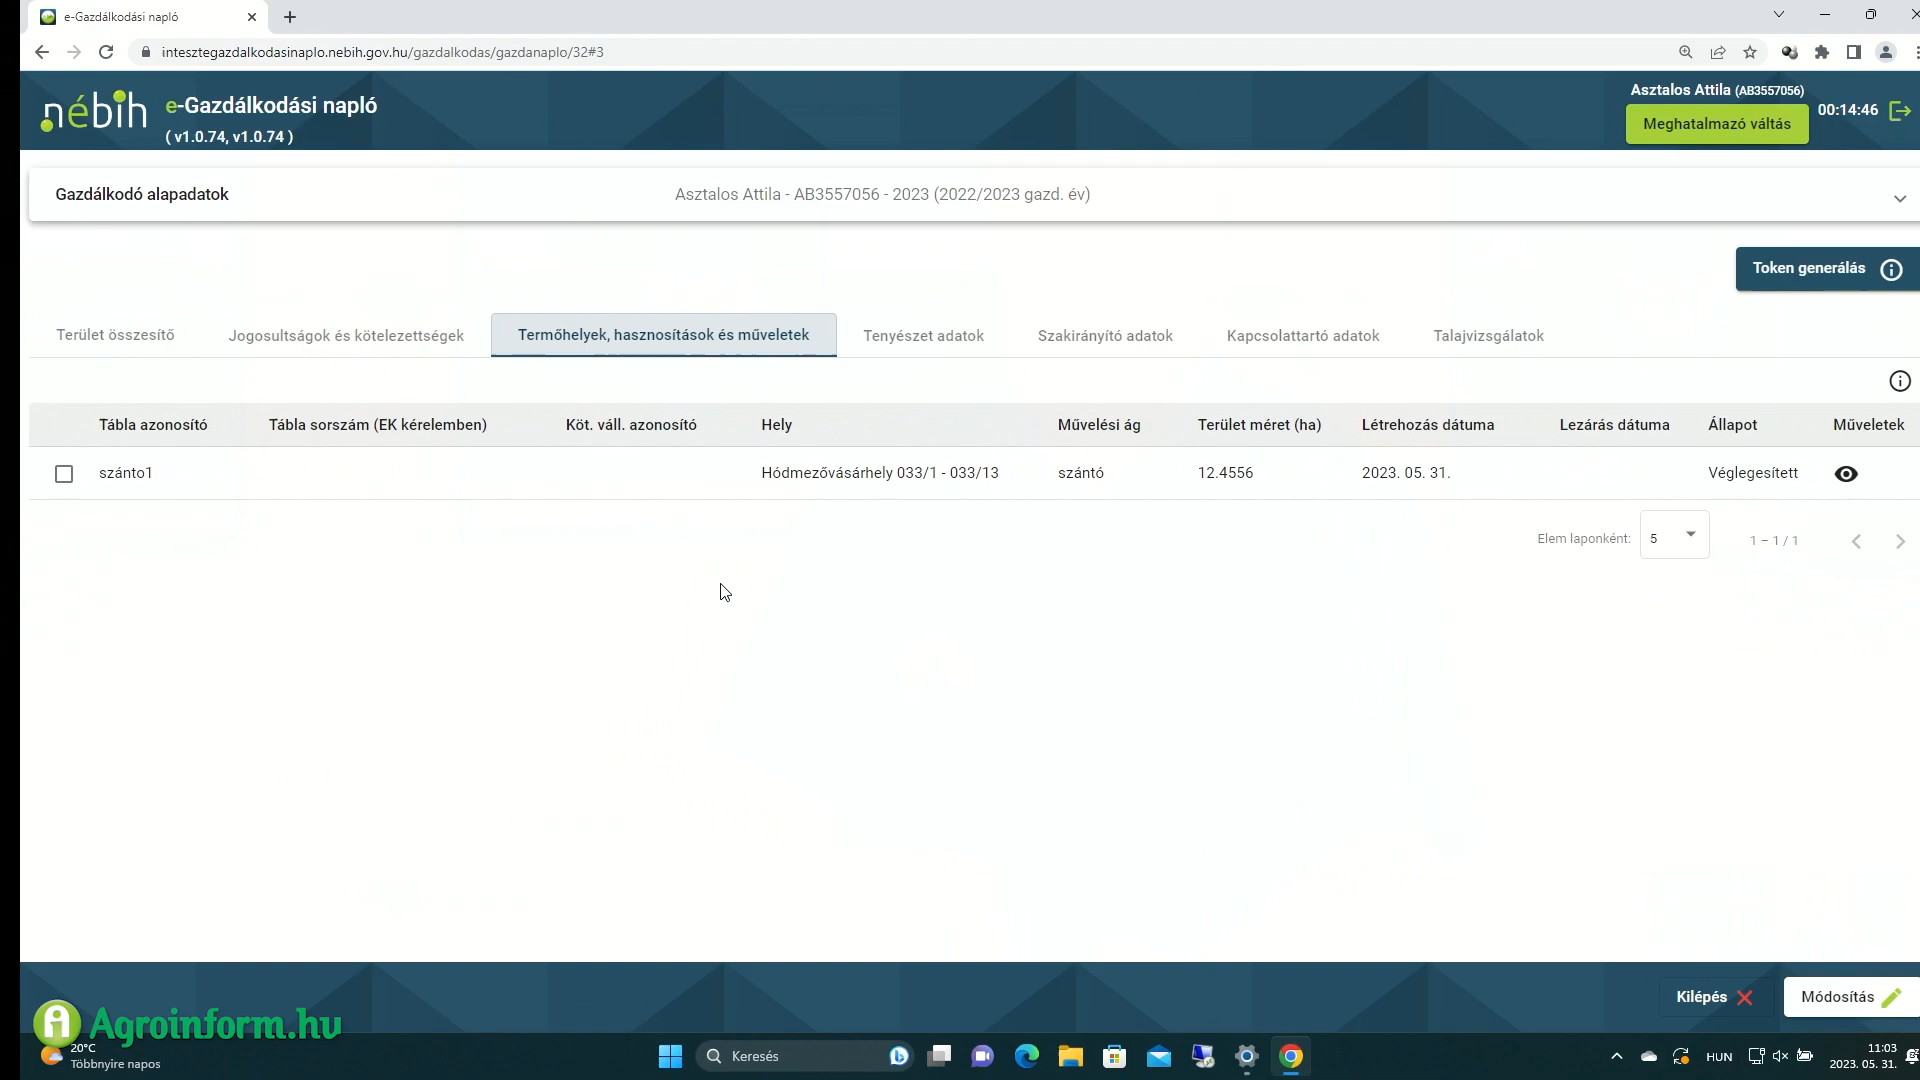 e-Gazdálkodási napló
intesztegazdalkodasinaplo.nebih.gov.hu/gazdalkodas/gazdanaplo/32#3
nébih
e-Gazdálkodási napló
( v1.0.74, v1.0.74 )
Asztalos Attila (AB3557056)
Meghatalmazó váltás
00:14:46
Gazdálkodó alapadatok Asztalos Attila - AB3557056 - 2023 (2022/2023 gazd. év)
Token generálás
Terület összesítő Jogosultságok és kötelezettségek Termőhelyek, hasznosítások és műveletek Tenyészet adatok Szakirányító adatok Kapcsolattartó adatok Talajvizsgálatok
Tábla azonosító Tábla sorszám (EK kérelemben) Köt. váll. azonosító Hely Művelési ág Terület méret (ha) Létrehozás dátuma Lezárás dátuma Állapot Műveletek
szánto1 Hódmezővásárhely 033/1 - 033/13 szántó 12.4556 2023. 05. 31. Véglegesített
Elem laponként: 5 1 – 1 / 1
Kilépés Módosítás
Agroinform.hu
20°C
Többnyire napos
Keresés
HUN
11:03
2023. 05. 31.